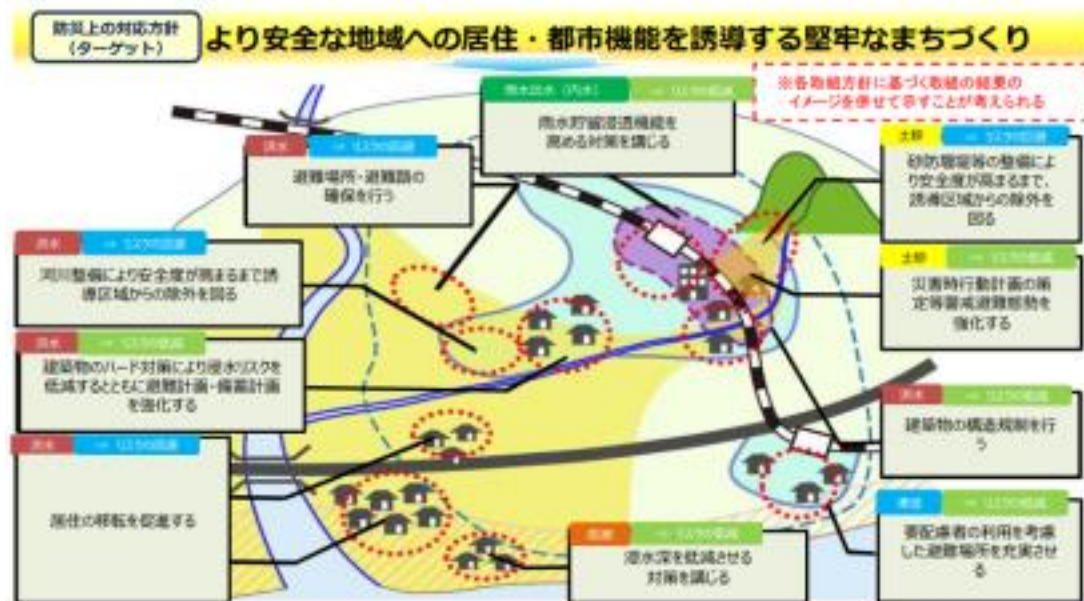 防災上の対応方針
(ターゲット)
より安全な地域への居住・都市機能を誘導する堅牢なまちづくり
※各取組方針に基づく取組の結果の
イメージを併せて示すことが考えられる
雨水出水(内水) ⇒ リスクの低減
雨水貯留浸透機能を
高める対策を講じる
洪水 ⇒ リスクの回避
避難場所・避難路の
確保を行う
土砂 ⇒ リスクの回避
砂防堰堤等の整備によ
り安全度が高まるまで、
誘導区域からの除外を
図る
洪水 ⇒ リスクの回避
河川整備により安全度が高まるまで誘
導区域からの除外を図る
土砂 ⇒ リスクの低減
災害時行動計画の策
定等警戒避難態勢を
強化する
洪水 ⇒ リスクの低減
建築物のハード対策により浸水リスクを
低減するとともに避難計画・備蓄計画
を強化する
洪水 ⇒ リスクの低減
建築物の構造規制を行
う
洪水 ⇒ リスクの回避
居住の移転を促進する
⇒ リスクの低減
浸水深を低減させる
対策を講じる
⇒ リスクの低減
要配慮者の利用を考慮
した避難場所を充実させ
る